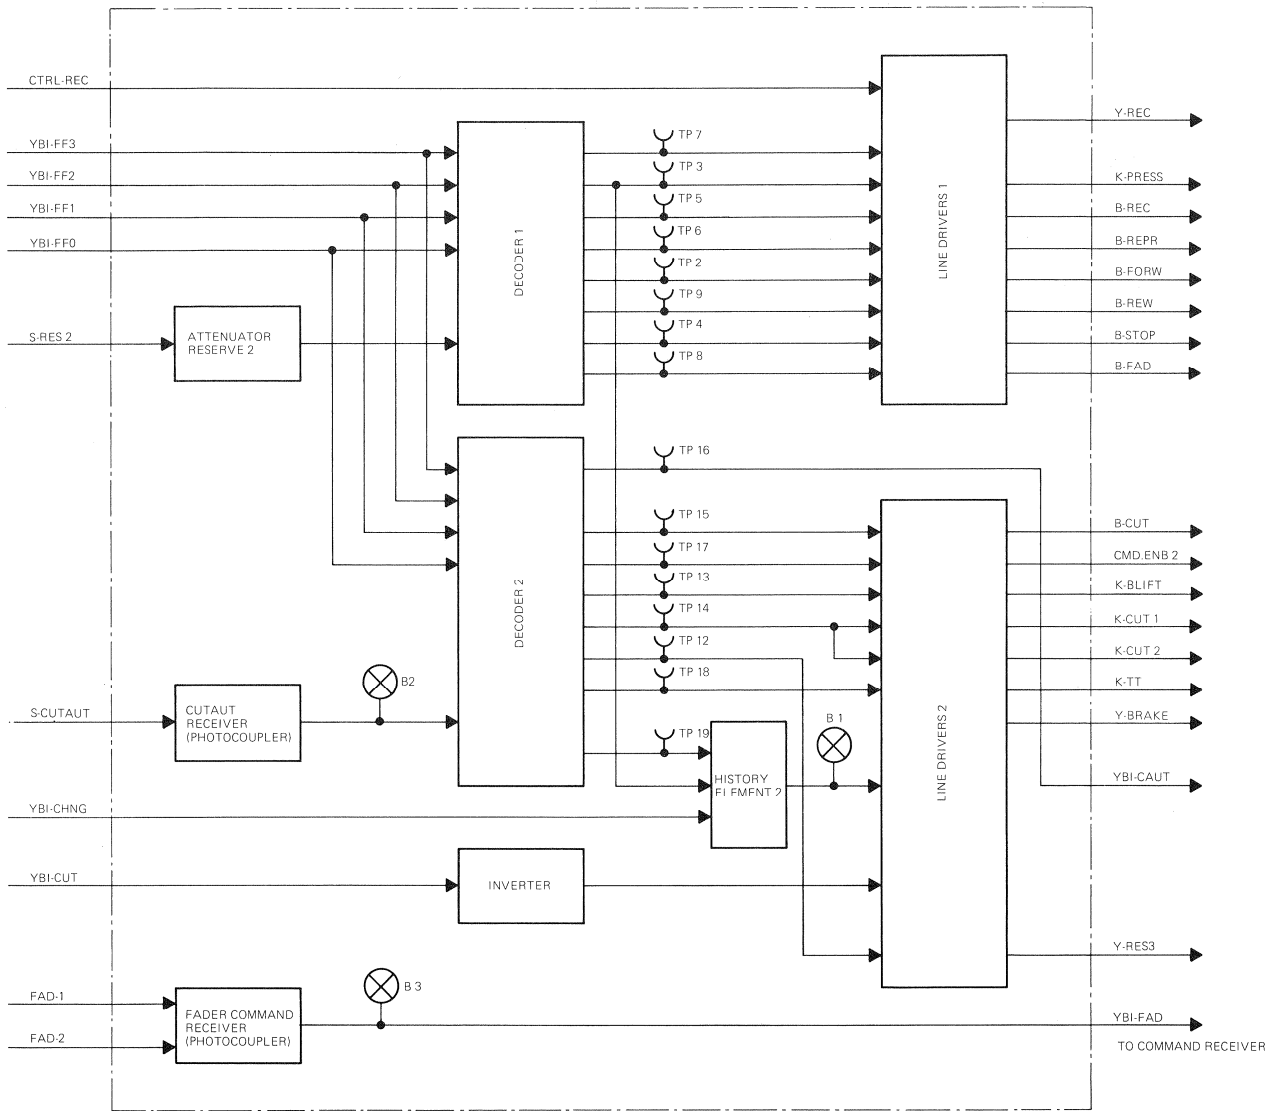 CTRL-REC
YBI-FF3
YBI-FF2
YBI-FF1
YBI-FF0
S-RES 2
ATTENUATOR
RESERVE 2
DECODER 1
TP 7
TP 3
TP 5
TP 6
TP 2
TP 9
TP 4
TP 8
LINE DRIVERS 1
Y-REC
K-PRESS
B-REC
B-REPR
B-FORW
B-REW
B-STOP
B-FAD
DECODER 2
TP 16
TP 15
TP 17
TP 13
TP 14
TP 12
TP 18
TP 19
S-CUTAUT
CUTAUT
RECEIVER
(PHOTOCOUPLER)
B2
HISTORY
ELEMENT 2
B 1
LINE DRIVERS 2
B-CUT
CMD.ENB 2
K-BLIFT
K-CUT 1
K-CUT 2
K-TT
Y-BRAKE
YBI-CAUT
YBI-CHNG
YBI-CUT
INVERTER
Y-RES3
FAD-1
FAD-2
FADER COMMAND
RECEIVER
(PHOTOCOUPLER)
B 3
YBI-FAD
TO COMMAND RECEIVER